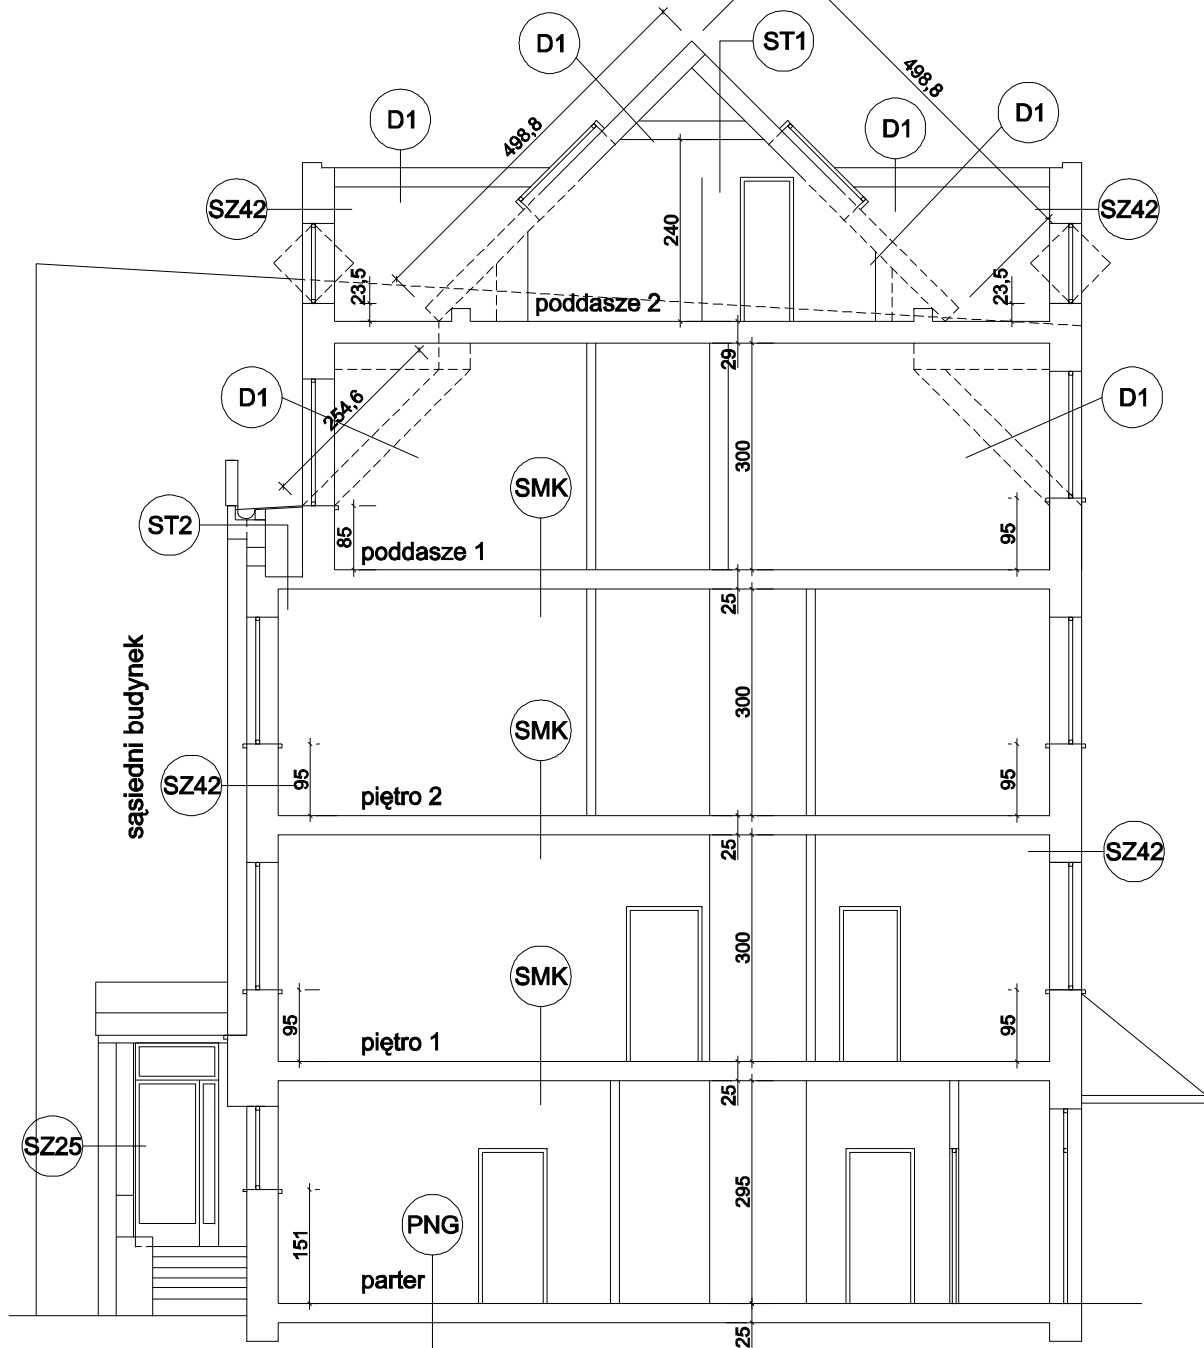 D1
ST1
498,8
498,8
D1
D1
D1
SZ42
SZ42
240
23,5
23,5
poddasze 2
29
D1
254,6
D1
300
SMK
ST2
85
poddasze 1
95
25
sąsiedni budynek
SMK
300
SZ42
95
95
piętro 2
25
SZ42
SMK
300
95
95
piętro 1
25
SZ25
295
PNG
151
parter
25